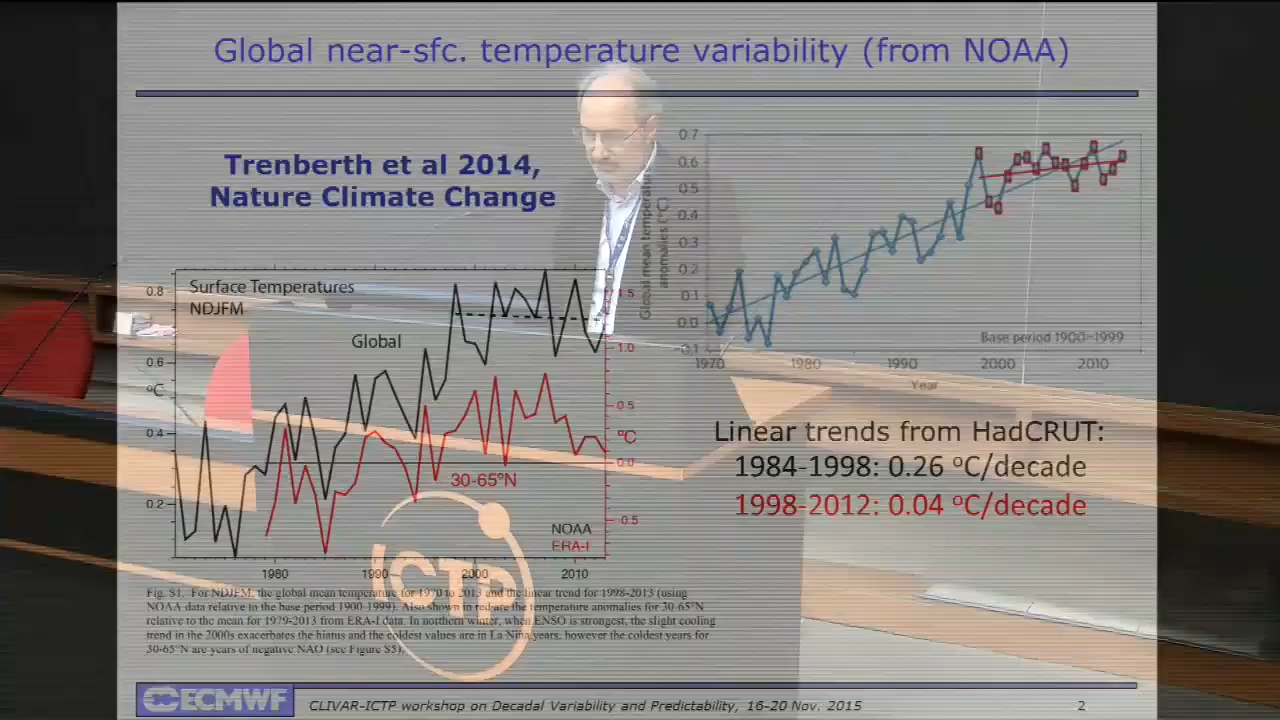 Global near-sfc. temperature variability (from NOAA)
Trenberth et al 2014,
Nature Climate Change
Surface Temperatures
NDJFM
Global
30-65°N
NOAA
ERA-I
0.8
0.6
°C
0.4
0.2
1.5
1.0
0.5
°C
0.0
0.5
1980
1990
2000
2010
Fig. S1. For NDJFM, the global mean temperature for 1970 to 2013 and the linear trend for 1998-2013 (using
NOAA data relative to the base period 1900-1999). Also shown in red are the temperature anomalies for 30-65°N
relative to the mean for 1979-2013 from ERA-I data. In northern winter, when ENSO is strongest, the slight cooling
trend in the 2000s exacerbates the hiatus and the coldest values are in La Niña years, however the coldest years for
30-65°N are years of negative NAO (see Figure S5).
Global mean temperature
anomalies (°C)
0.7
0.6
0.5
0.4
0.3
0.2
0.1
0.0
-0.1
1970
1980
1990
2000
2010
Year
Base period 1900–1999
Linear trends from HadCRUT:
1984-1998: 0.26 °C/decade
1998-2012: 0.04 °C/decade
ICTP
ECMWF
CLIVAR-ICTP workshop on Decadal Variability and Predictability, 16-20 Nov. 2015
2